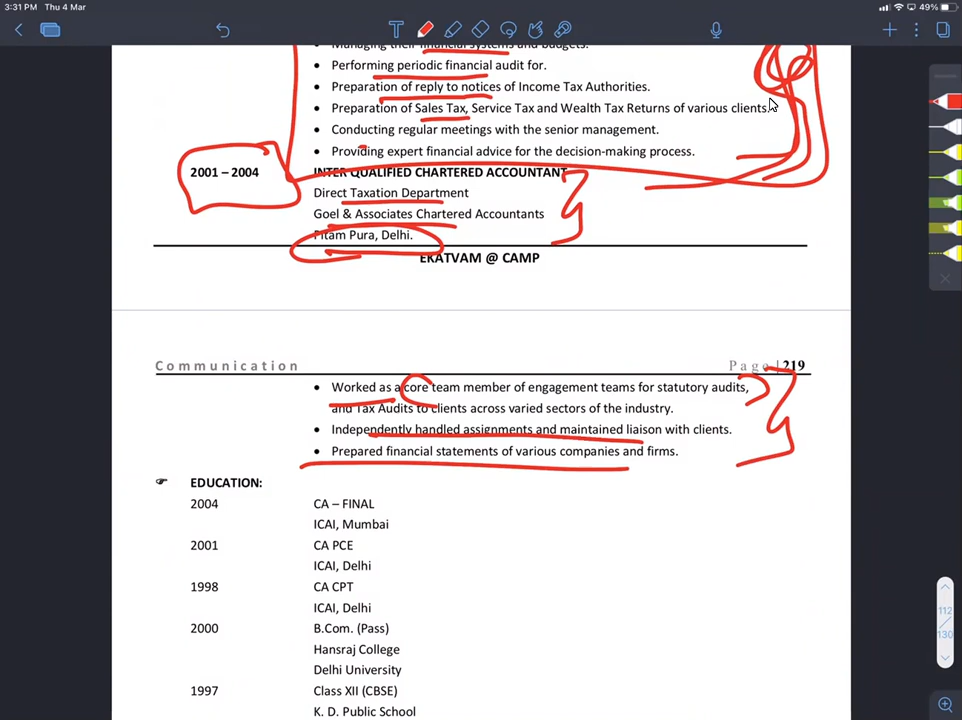 3:31 PM Thu 4 Mar
49%
T
Managing their financial systems and budgets.
• Performing periodic financial audit for.
• Preparation of reply to notices of Income Tax Authorities.
• Preparation of Sales Tax, Service Tax and Wealth Tax Returns of various clients.
• Conducting regular meetings with the senior management.
• Providing expert financial advice for the decision-making process.
2001 – 2004 INTER QUALIFIED CHARTERED ACCOUNTANT
Direct Taxation Department
Goel & Associates Chartered Accountants
Pitam Pura, Delhi.
EKATVAM @ CAMP
Communication Page | 219
• Worked as a core team member of engagement teams for statutory audits,
and Tax Audits to clients across varied sectors of the industry.
• Independently handled assignments and maintained liaison with clients.
• Prepared financial statements of various companies and firms.
EDUCATION:
2004 CA – FINAL
ICAI, Mumbai
2001 CA PCE
ICAI, Delhi
1998 CA CPT
ICAI, Delhi
2000 B.Com. (Pass)
Hansraj College
Delhi University
1997 Class XII (CBSE)
K. D. Public School
112
/
130